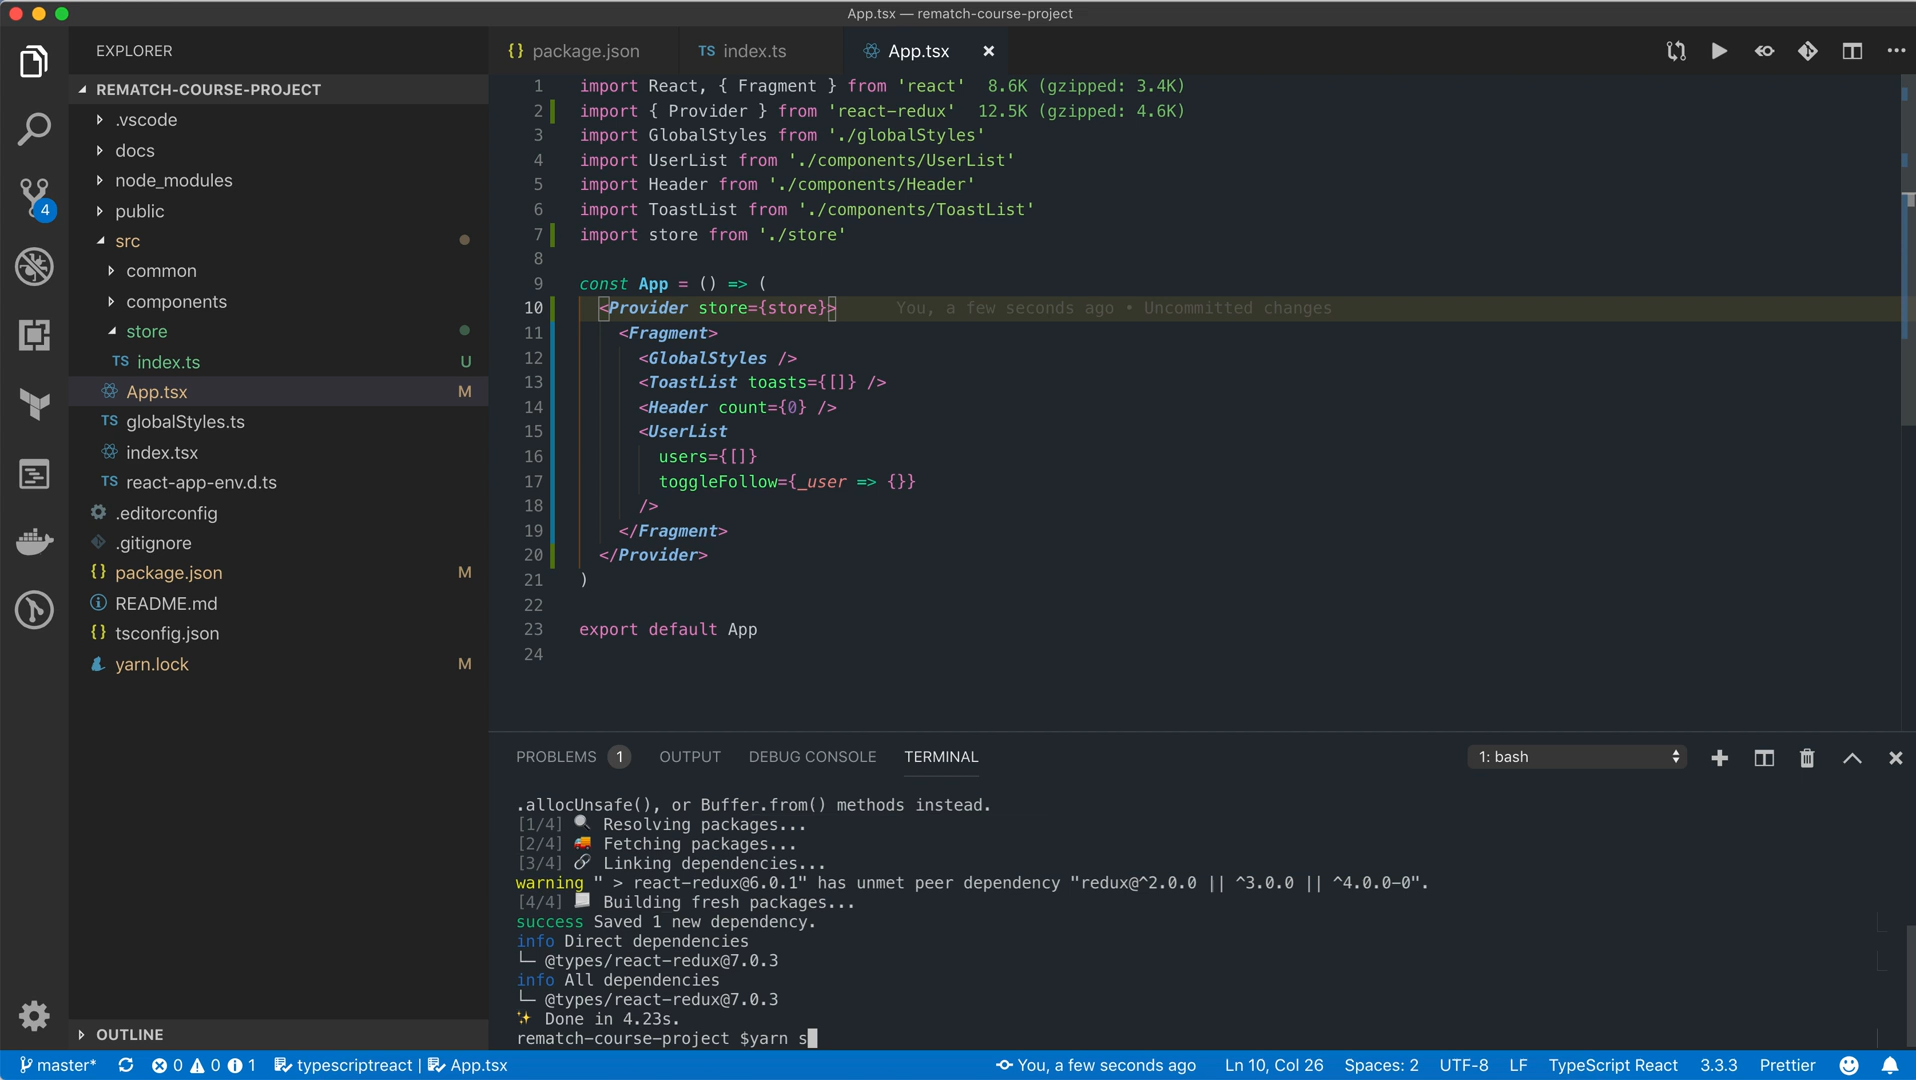 App.tsx — rematch-course-project
EXPLORER
{} package.json
TS index.ts
App.tsx
REMATCH-COURSE-PROJECT
.vscode
docs
node_modules
public
src
common
components
store
TS index.ts U
App.tsx M
TS globalStyles.ts
index.tsx
TS react-app-env.d.ts
.editorconfig
.gitignore
{} package.json M
README.md
{} tsconfig.json
yarn.lock M
OUTLINE
4
1 import React, { Fragment } from 'react' 8.6K (gzipped: 3.4K)
2 import { Provider } from 'react-redux' 12.5K (gzipped: 4.6K)
3 import GlobalStyles from './globalStyles'
4 import UserList from './components/UserList'
5 import Header from './components/Header'
6 import ToastList from './components/ToastList'
7 import store from './store'
8
9 const App = () => (
10 <Provider store={store}> You, a few seconds ago • Uncommitted changes
11 <Fragment>
12 <GlobalStyles />
13 <ToastList toasts={[]} />
14 <Header count={0} />
15 <UserList
16 users={[]}
17 toggleFollow={_user => {}}
18 />
19 </Fragment>
20 </Provider>
21 )
22
23 export default App
24
PROBLEMS 1 OUTPUT DEBUG CONSOLE TERMINAL 1: bash
.allocUnsafe(), or Buffer.from() methods instead.
[1/4] 🔍 Resolving packages...
[2/4] 🚚 Fetching packages...
[3/4] 🔗 Linking dependencies...
warning " > react-redux@6.0.1" has unmet peer dependency "redux@^2.0.0 || ^3.0.0 || ^4.0.0-0".
[4/4] 📃 Building fresh packages...
success Saved 1 new dependency.
info Direct dependencies
└─ @types/react-redux@7.0.3
info All dependencies
└─ @types/react-redux@7.0.3
✨ Done in 4.23s.
rematch-course-project $yarn s
master* 0 0 1 typescriptreact | App.tsx You, a few seconds ago Ln 10, Col 26 Spaces: 2 UTF-8 LF TypeScript React 3.3.3 Prettier